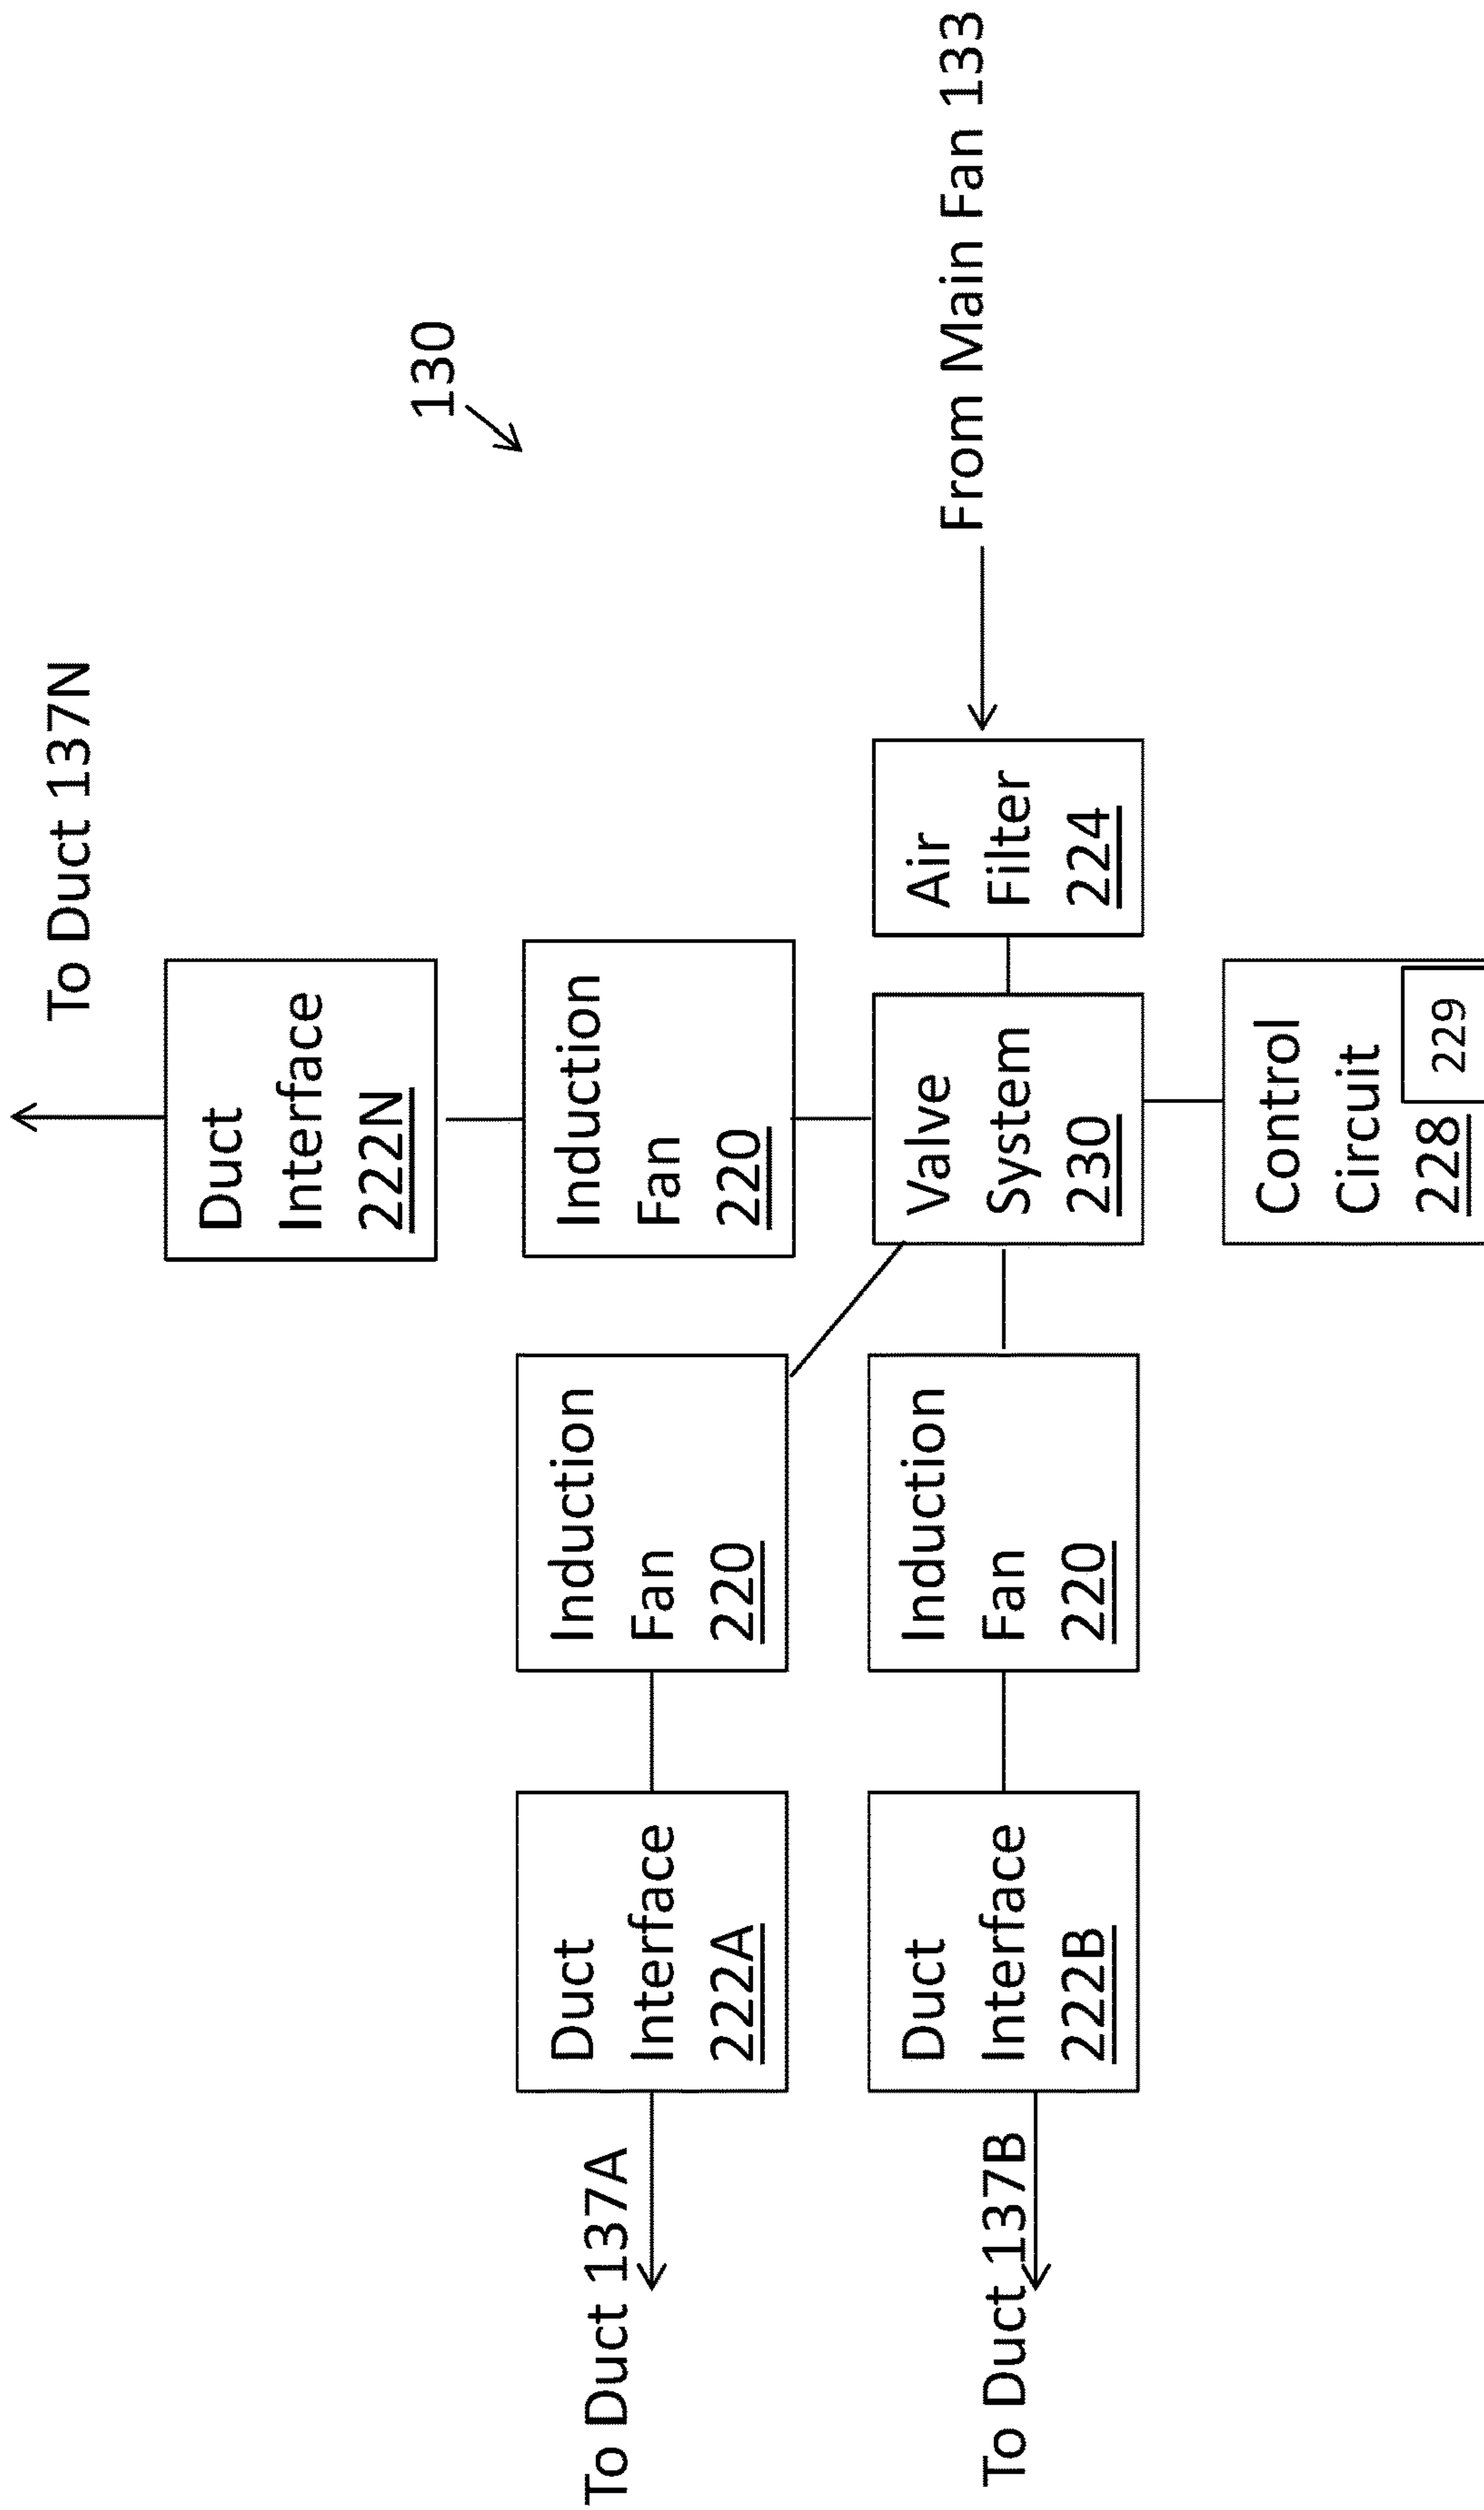 To Duct 137N
130
From Main Fan 133
Duct
Interface
222N
Induction
Fan
220
Air
Filter
224
Valve
System
230
Control
Circuit
228
229
Induction
Fan
220
Induction
Fan
220
Duct
Interface
222A
Duct
Interface
222B
To Duct 137A
To Duct 137B